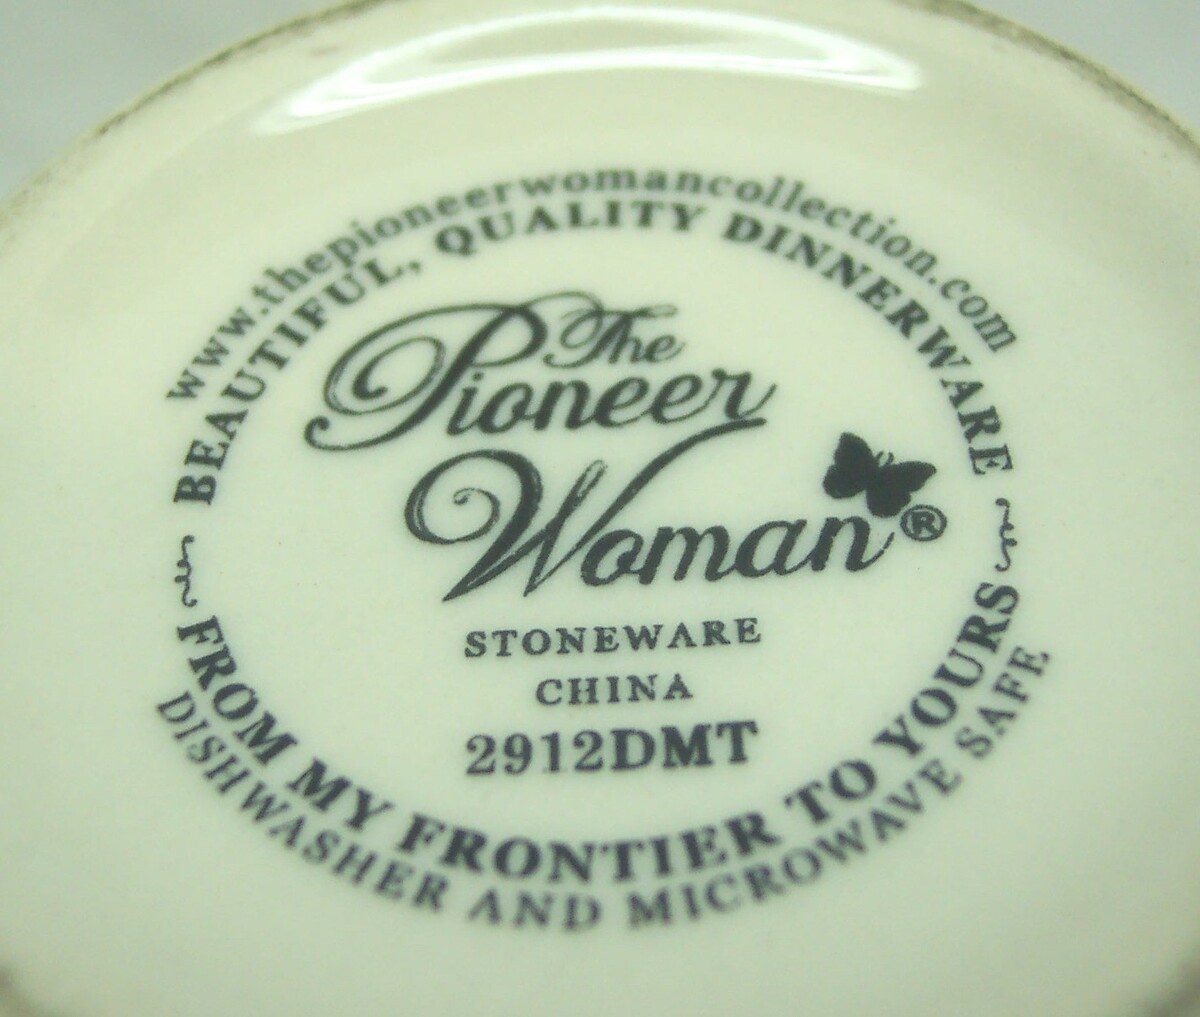 www.thepioneerwomancollection.com
BEAUTIFUL, QUALITY DINNERWARE
The
Pioneer
Woman®
STONEWARE
CHINA
2912DMT
FROM MY FRONTIER TO YOURS
DISHWASHER AND MICROWAVE SAFE